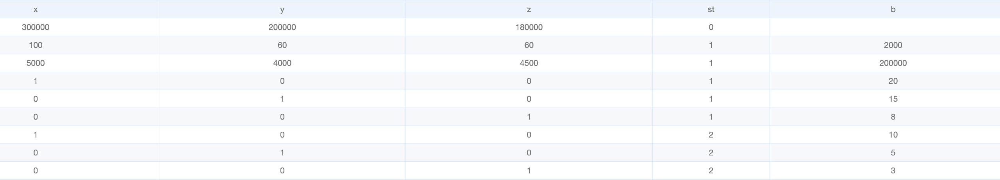 x y z st b
300000 200000 180000 0
100 60 60 1 2000
5000 4000 4500 1 200000
1 0 0 1 20
0 1 0 1 15
0 0 1 1 8
1 0 0 2 10
0 1 0 2 5
0 0 1 2 3